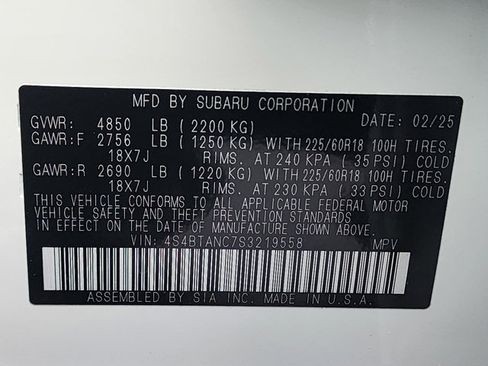 MFD BY SUBARU CORPORATION DATE: 02/25
GVWR: 4850 LB (2200 KG)
GAWR:F 2756 LB (1250 KG) WITH 225/60R18 100H TIRES.
18X7J RIMS. AT 240 KPA (35 PSI) COLD
GAWR:R 2690 LB (1220 KG) WITH 225/60R18 100H TIRES.
18X7J RIMS. AT 230 KPA (33 PSI) COLD
THIS VEHICLE CONFORMS TO ALL APPLICABLE FEDERAL MOTOR
VEHICLE SAFETY AND THEFT PREVENTION STANDARDS
IN EFFECT ON THE DATE OF MANUFACTURE SHOWN ABOVE.
VIN: 4S4BTANC7S3219558 MPV
ASSEMBLED BY SIA INC. MADE IN U.S.A.